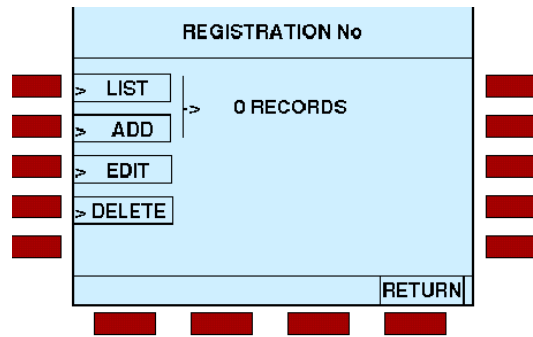 REGISTRATION No
> LIST
> 0 RECORDS
> ADD
> EDIT
> DELETE
RETURN